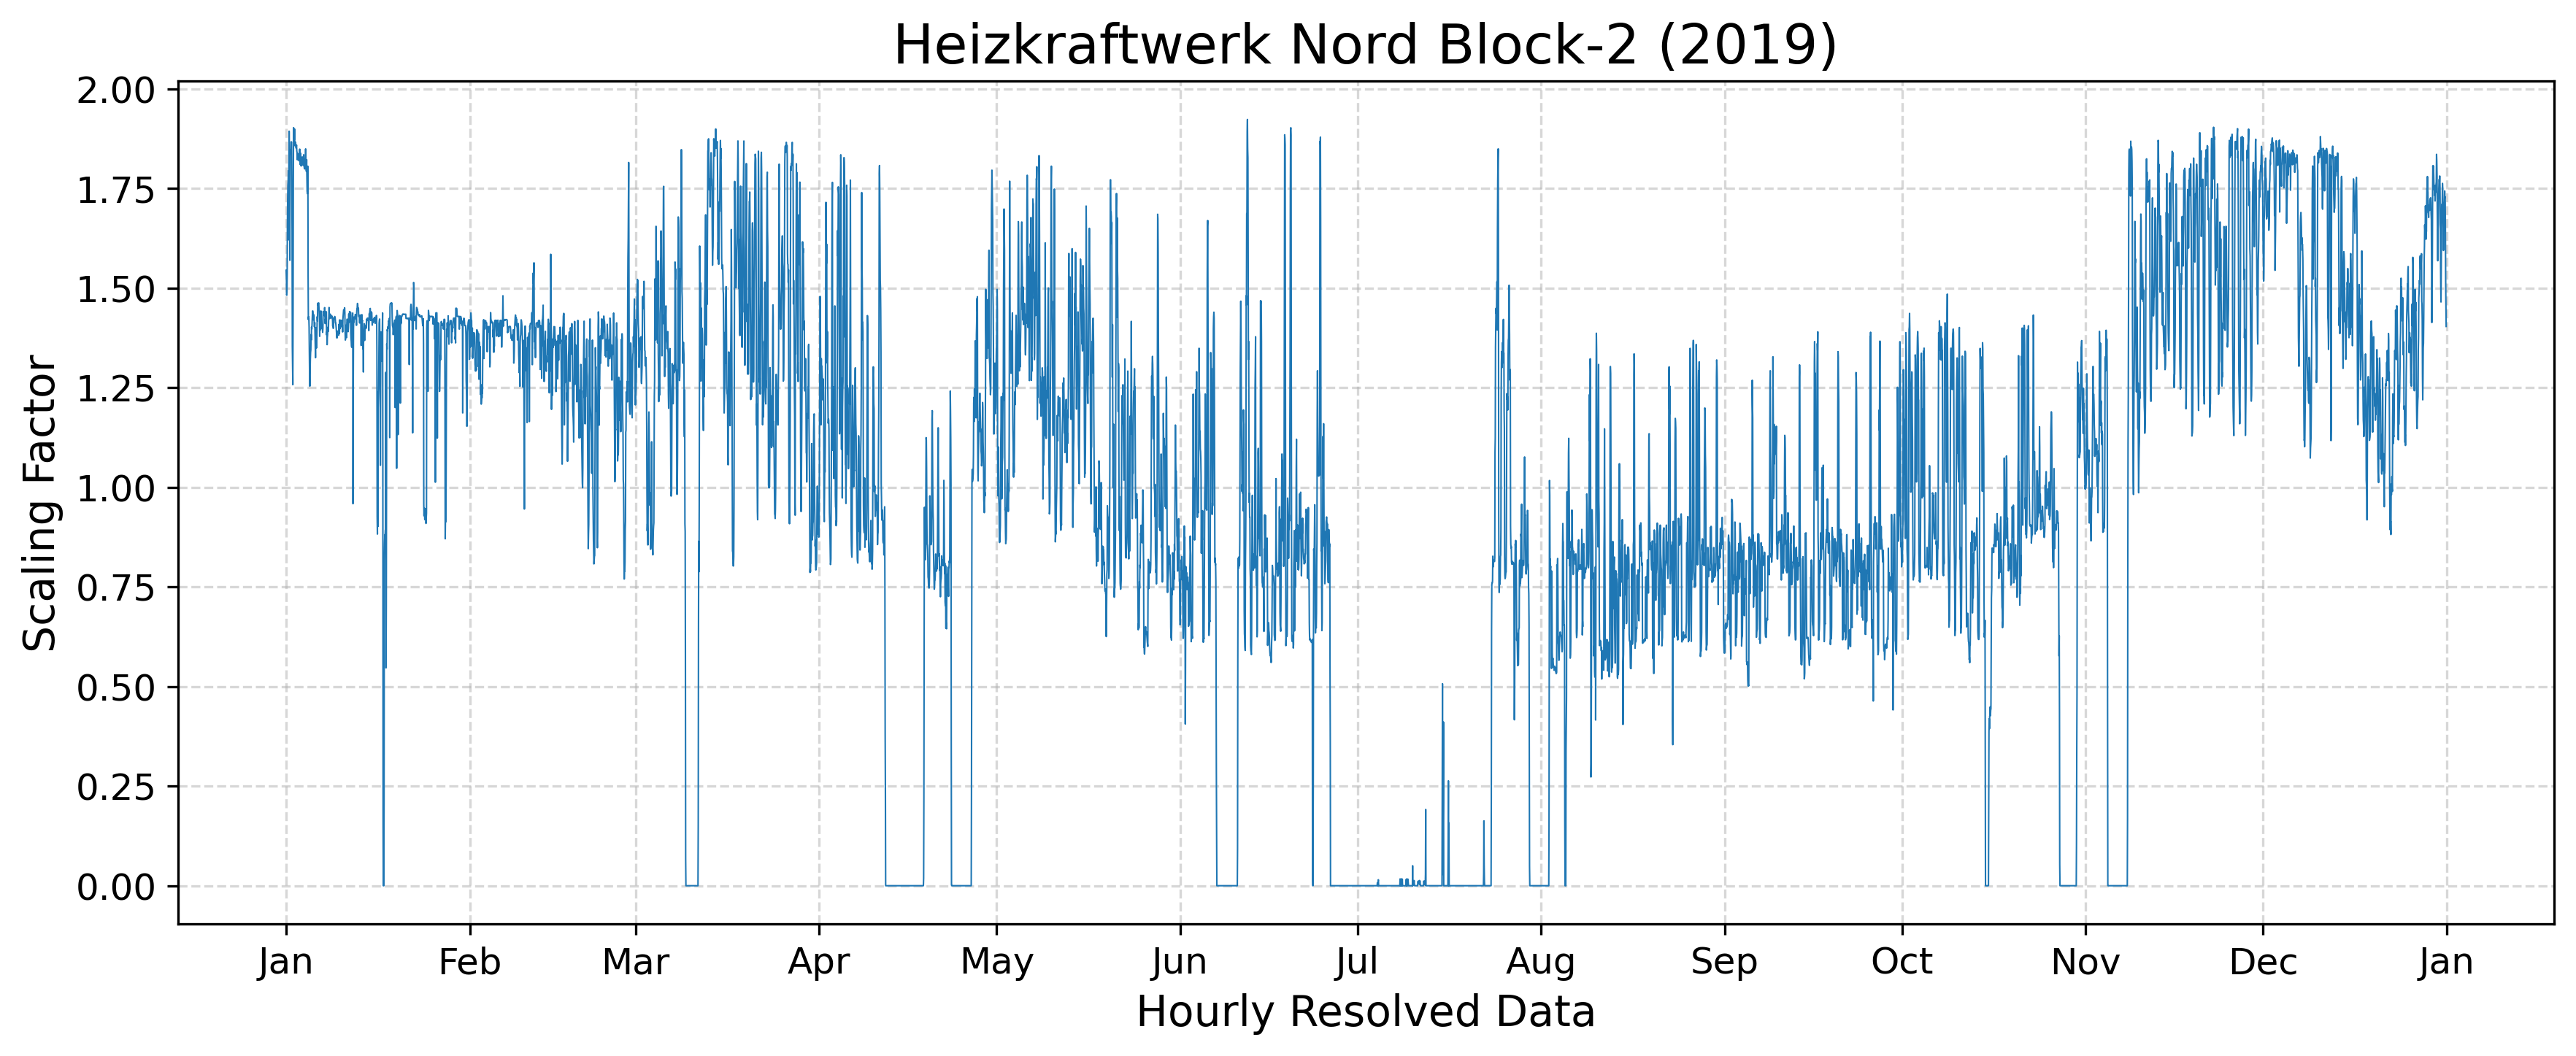 Heizkraftwerk Nord Block-2 (2019)
Scaling Factor
2.00
1.75
1.50
1.25
1.00
0.75
0.50
0.25
0.00
Jan Feb Mar Apr May Jun Jul Aug Sep Oct Nov Dec Jan
Hourly Resolved Data